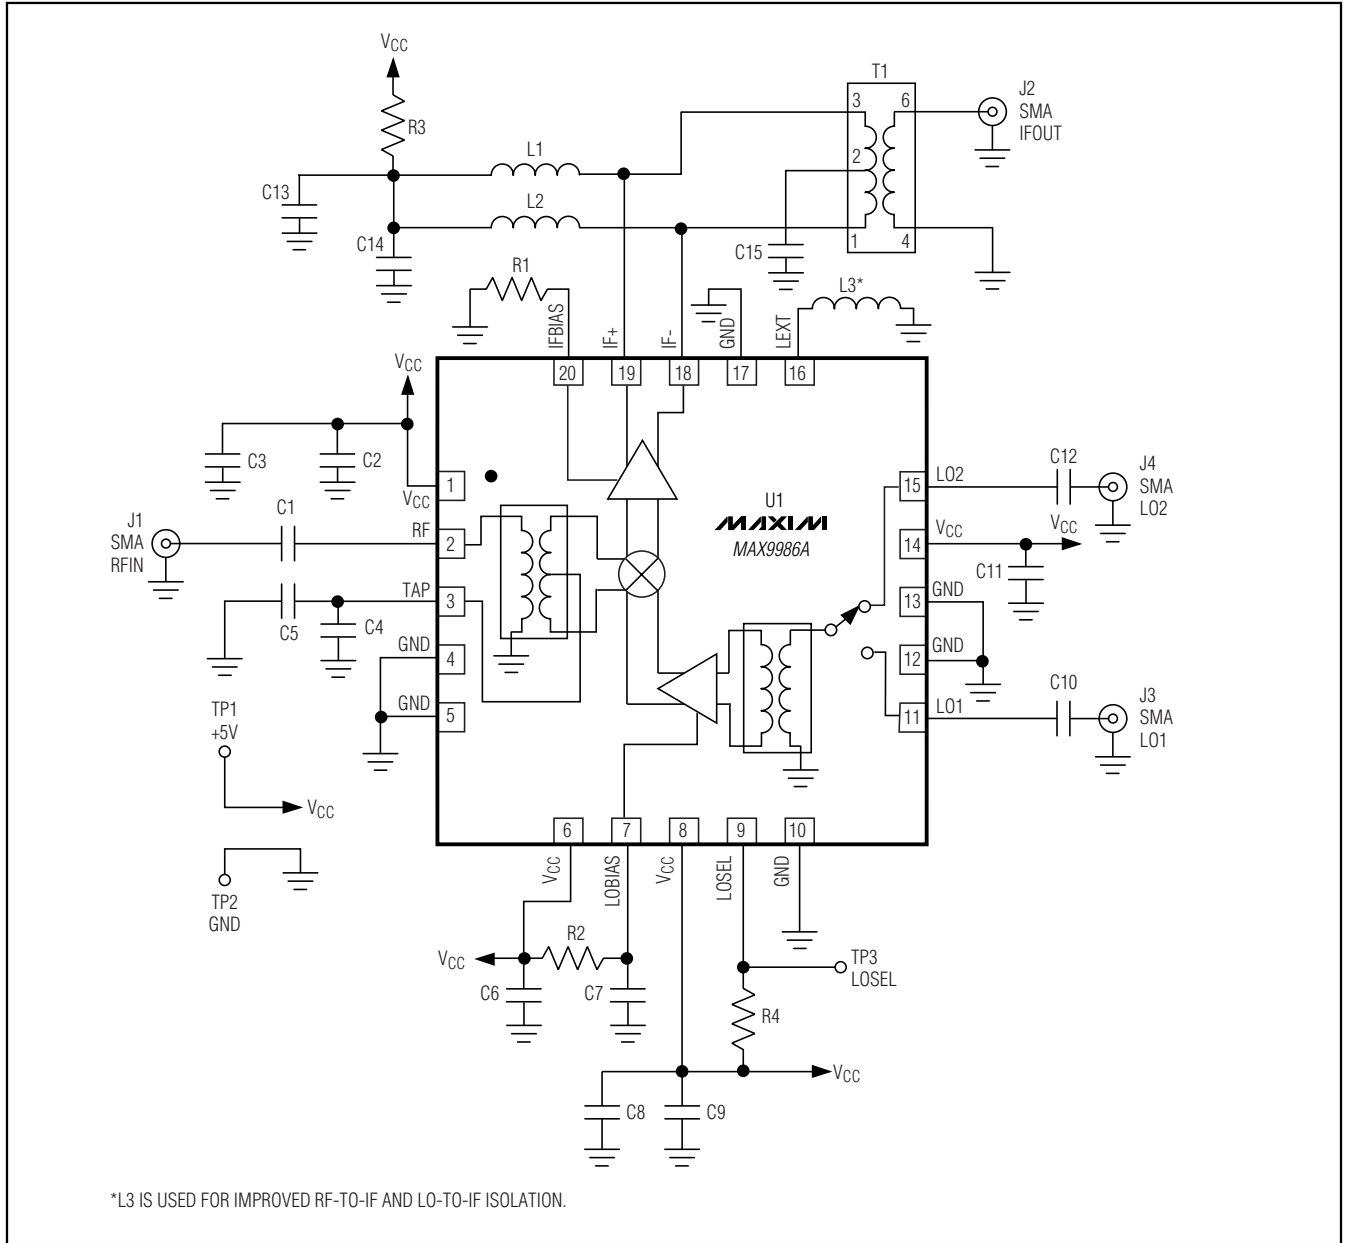 VCC
R3
C13
C14
L1
L2
T1
3
6
2
1
4
J2
SMA
IFOUT
C15
R1
L3*
IFBIAS
IF+
IF-
GND
LEXT
20
19
18
17
16
VCC
C3
C2
1
VCC
C1
J1
SMA
RFIN
RF
2
TAP
3
C5
C4
GND
4
GND
5
U1
MAXIM
MAX9986A
15
LO2
C12
J4
SMA
LO2
14
VCC
VCC
C11
13
GND
12
GND
11
LO1
C10
J3
SMA
LO1
TP1
+5V
VCC
TP2
GND
6
7
8
9
10
VCC
LOBIAS
VCC
LOSEL
GND
VCC
R2
C6
C7
TP3
LOSEL
R4
VCC
C8
C9
*L3 IS USED FOR IMPROVED RF-TO-IF AND LO-TO-IF ISOLATION.